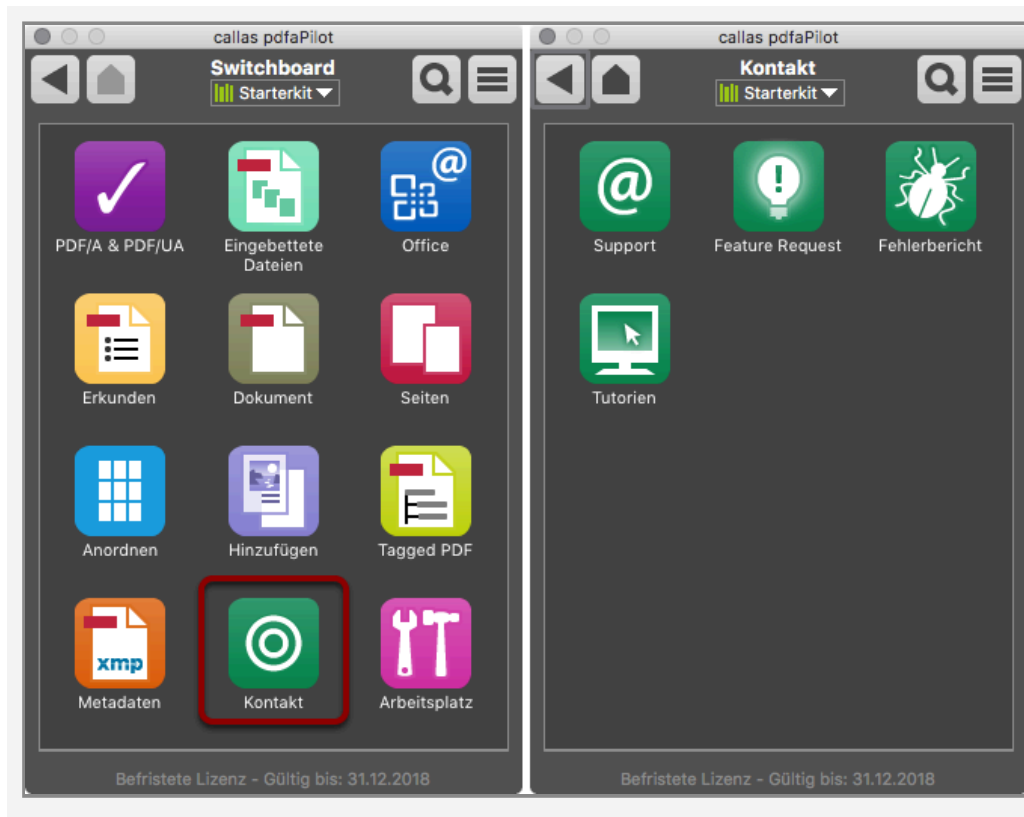 callas pdfaPilot
Switchboard
Starterkit
PDF/A & PDF/UA
Eingebettete
Dateien
@
Office
Erkunden
Dokument
Seiten
Anordnen
Hinzufügen
Tagged PDF
xmp
Metadaten
Kontakt
Arbeitsplatz
Befristete Lizenz - Gültig bis: 31.12.2018
callas pdfaPilot
Kontakt
Starterkit
@
Support
!
Feature Request
Fehlerbericht
Tutorien
Befristete Lizenz - Gültig bis: 31.12.2018